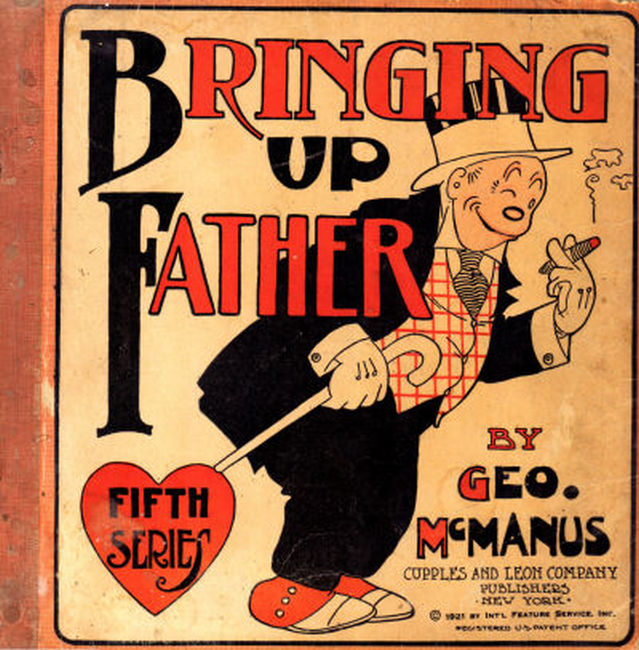 BRINGING
UP
FATHER
BY
GEO.
McMANUS
FIFTH
SERIES
CUPPLES AND LEON COMPANY
PUBLISHERS
·NEW YORK·
© 1921 BY INT'L FEATURE SERVICE, INC.
REGISTERED U.S. PATENT OFFICE